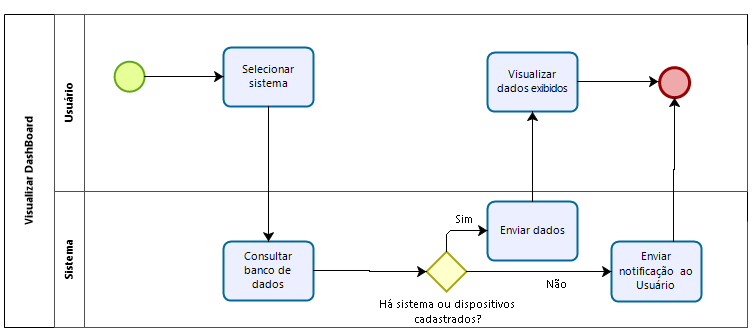 Visualizar DashBoard
Usuário
Selecionar
sistema
Visualizar
dados exibidos
Sistema
Consultar
banco de
dados
Sim
Enviar dados
Há sistema ou dispositivos
cadastrados?
Não
Enviar
notificação ao
Usuário